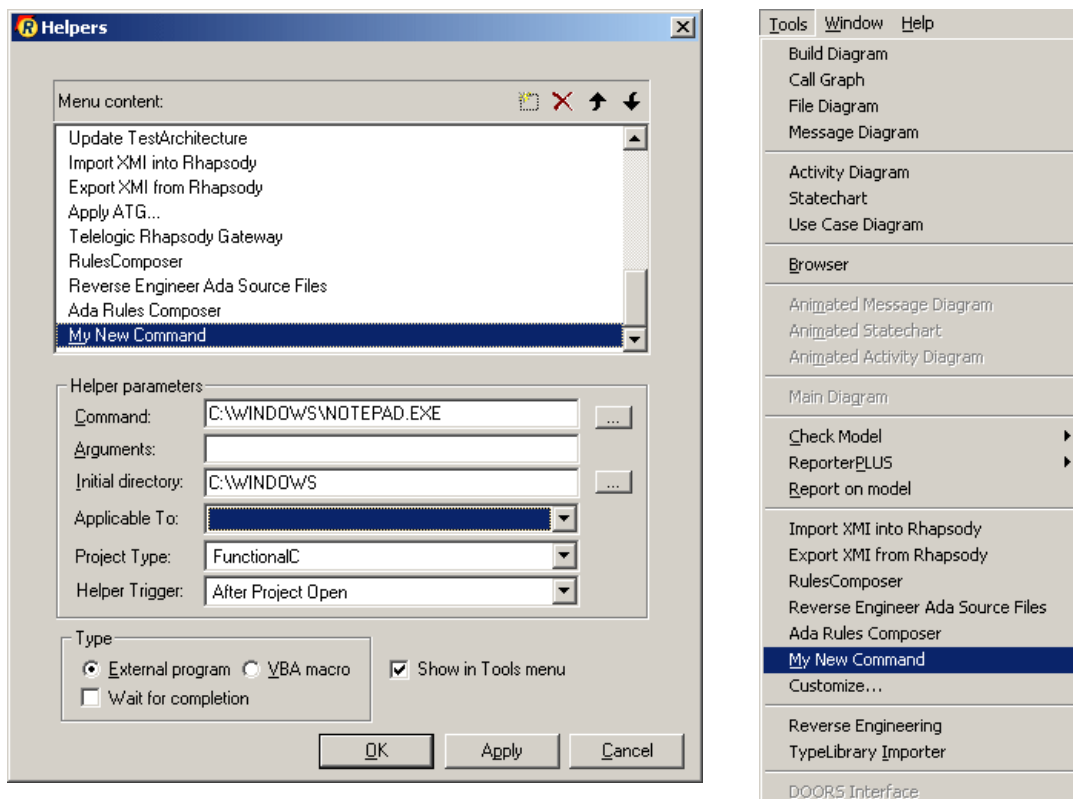 Helpers
Menu content:
Update TestArchitecture
Import XMI into Rhapsody
Export XMI from Rhapsody
Apply ATG...
Telelogic Rhapsody Gateway
RulesComposer
Reverse Engineer Ada Source Files
Ada Rules Composer
My New Command
Helper parameters
Command: C:\WINDOWS\NOTEPAD.EXE ...
Arguments:
Initial directory: C:\WINDOWS ...
Applicable To:
Project Type: FunctionalC
Helper Trigger: After Project Open
Type
External program VBA macro Show in Tools menu
Wait for completion
OK Apply Cancel
Tools Window Help
Build Diagram
Call Graph
File Diagram
Message Diagram
Activity Diagram
Statechart
Use Case Diagram
Browser
Animated Message Diagram
Animated Statechart
Animated Activity Diagram
Main Diagram
Check Model
ReporterPLUS
Report on model
Import XMI into Rhapsody
Export XMI from Rhapsody
RulesComposer
Reverse Engineer Ada Source Files
Ada Rules Composer
My New Command
Customize...
Reverse Engineering
TypeLibrary Importer
DOORS Interface